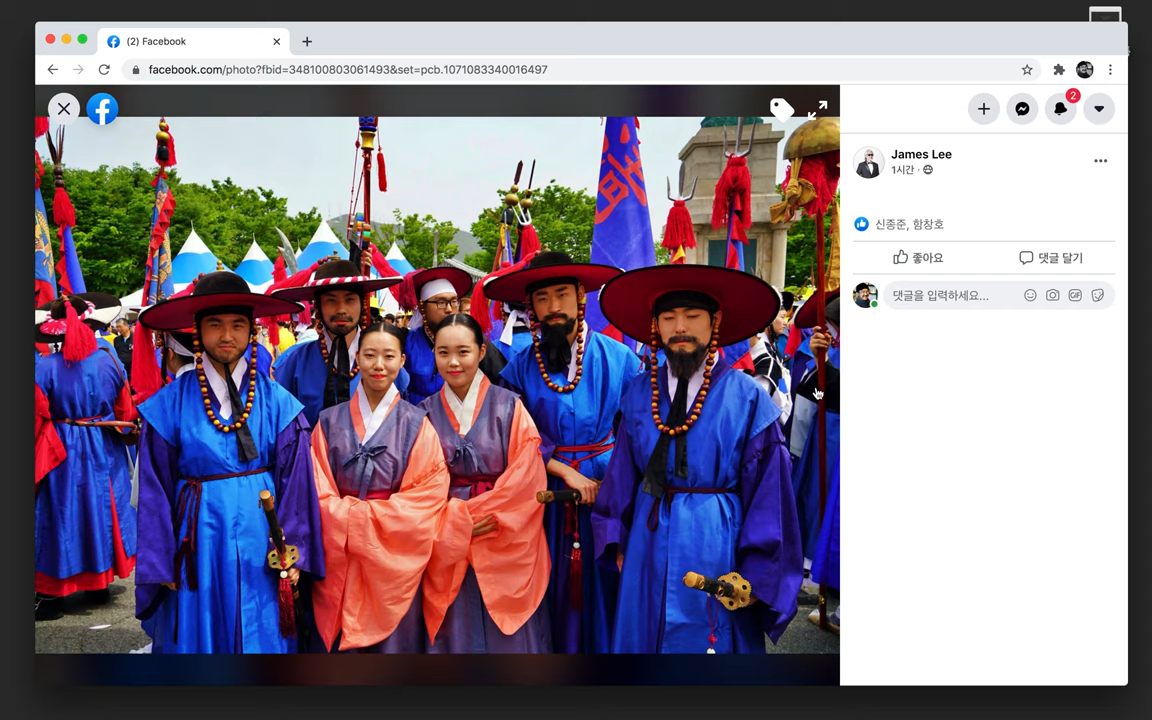 (2) Facebook
facebook.com/photo?fbid=348100803061493&set=pcb.1071083340016497
2
James Lee
1시간 ·
신종준, 함창호
좋아요
댓글 달기
댓글을 입력하세요...
GIF